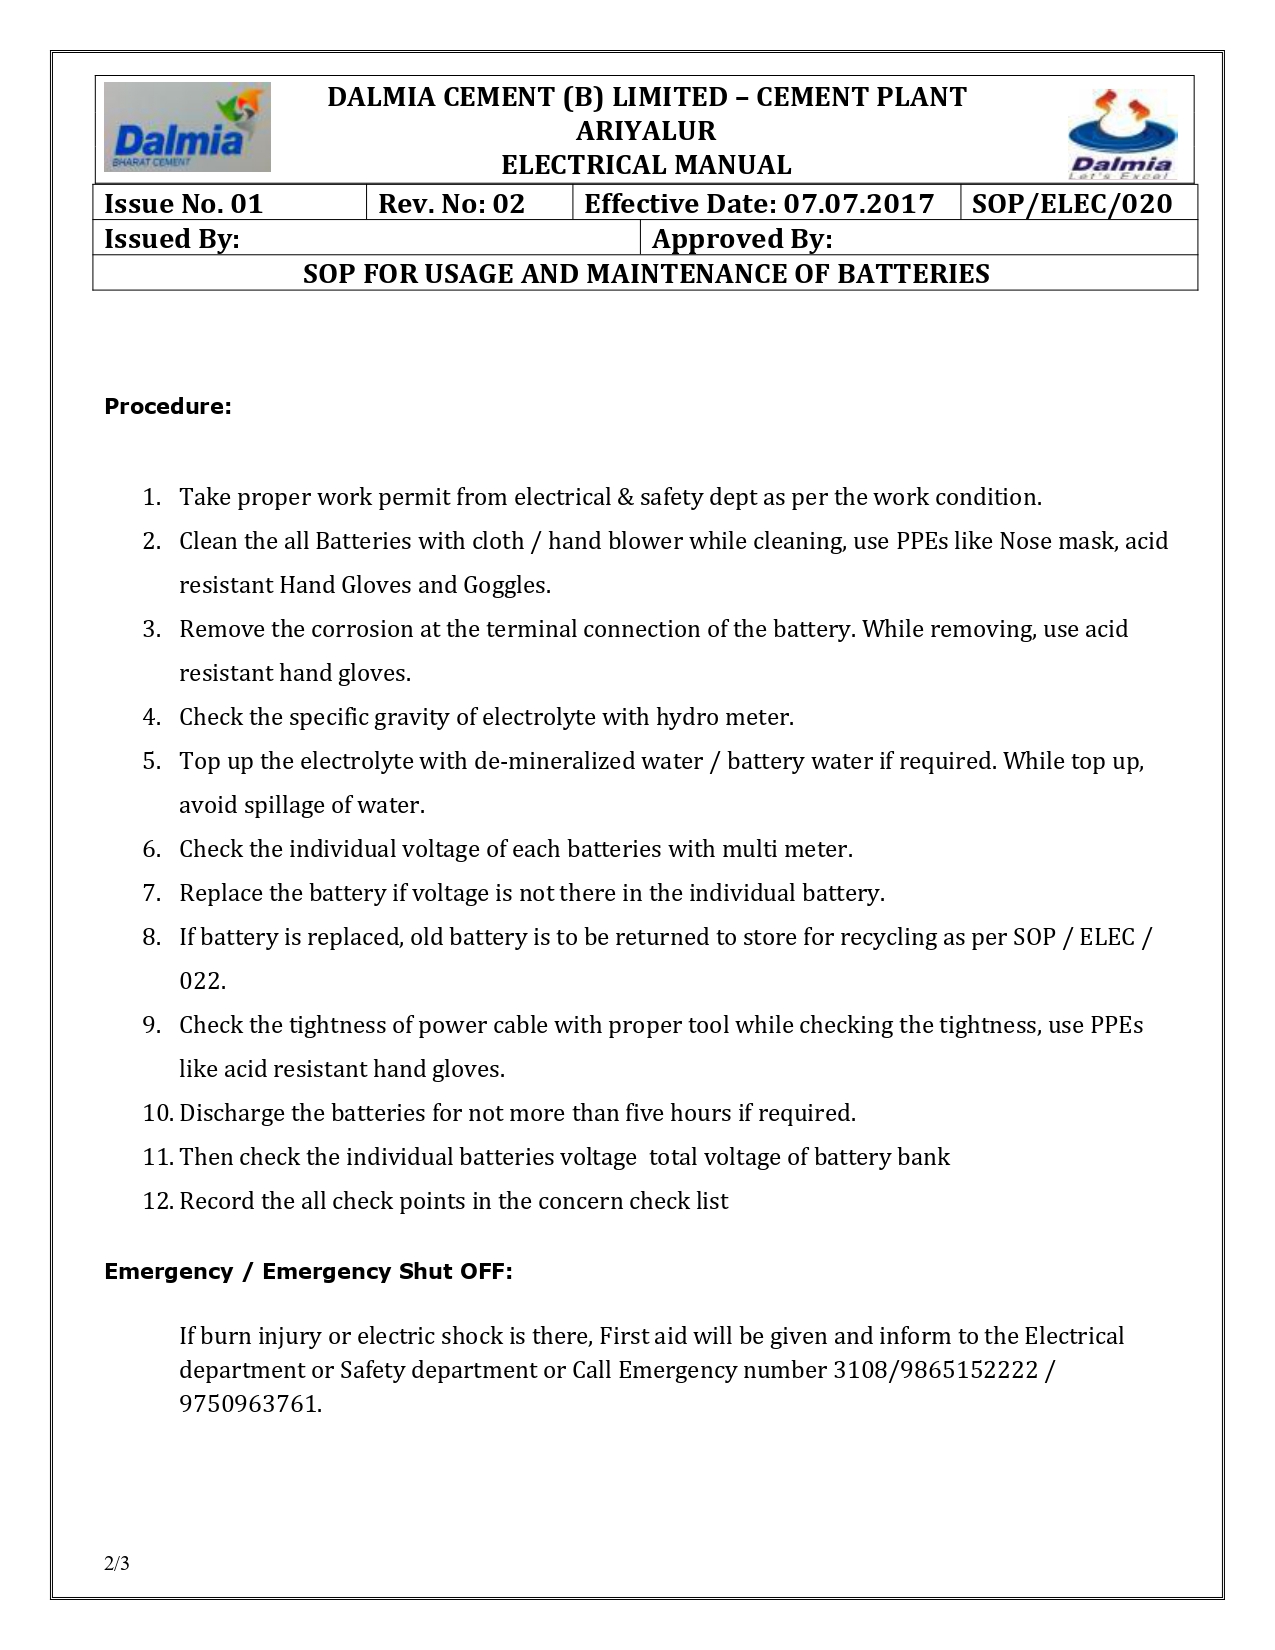 Dalmia
BHARAT CEMENT
DALMIA CEMENT (B) LIMITED – CEMENT PLANT
ARIYALUR
ELECTRICAL MANUAL
Dalmia
Let's Excel
Issue No. 01 Rev. No: 02 Effective Date: 07.07.2017 SOP/ELEC/020
Issued By: Approved By:
SOP FOR USAGE AND MAINTENANCE OF BATTERIES
Procedure:
1. Take proper work permit from electrical & safety dept as per the work condition.
2. Clean the all Batteries with cloth / hand blower while cleaning, use PPEs like Nose mask, acid
resistant Hand Gloves and Goggles.
3. Remove the corrosion at the terminal connection of the battery. While removing, use acid
resistant hand gloves.
4. Check the specific gravity of electrolyte with hydro meter.
5. Top up the electrolyte with de-mineralized water / battery water if required. While top up,
avoid spillage of water.
6. Check the individual voltage of each batteries with multi meter.
7. Replace the battery if voltage is not there in the individual battery.
8. If battery is replaced, old battery is to be returned to store for recycling as per SOP / ELEC /
022.
9. Check the tightness of power cable with proper tool while checking the tightness, use PPEs
like acid resistant hand gloves.
10. Discharge the batteries for not more than five hours if required.
11. Then check the individual batteries voltage  total voltage of battery bank
12. Record the all check points in the concern check list
Emergency / Emergency Shut OFF:
If burn injury or electric shock is there, First aid will be given and inform to the Electrical
department or Safety department or Call Emergency number 3108/9865152222 /
9750963761.
2/3